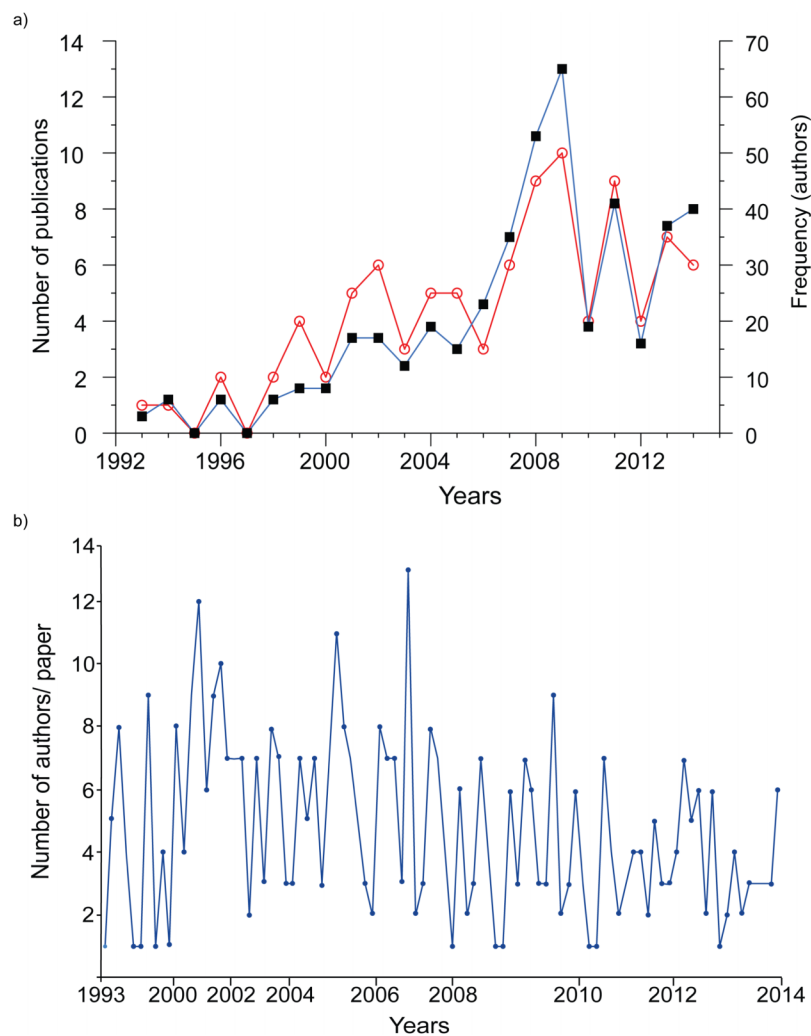 a)
14
12
10
8
6
4
2
0
Number of publications
70
60
50
40
30
20
10
0
Frequency (authors)
1992 1996 2000 2004 2008 2012
Years
b)
14
12
10
8
6
4
2
Number of authors/ paper
1993 2000 2002 2004 2006 2008 2010 2012 2014
Years